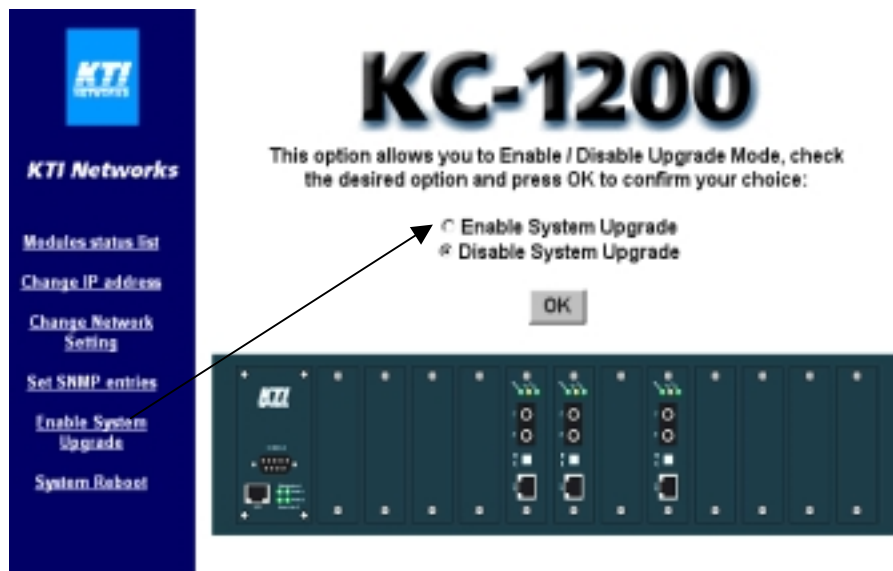 KTI
NETWORKS
KTI Networks
Modules status list
Change IP address
Change Network
Setting
Set SNMP entries
Enable System
Upgrade
System Reboot
KC-1200
This option allows you to Enable / Disable Upgrade Mode, check
the desired option and press OK to confirm your choice:
Enable System Upgrade
Disable System Upgrade
OK
KTI